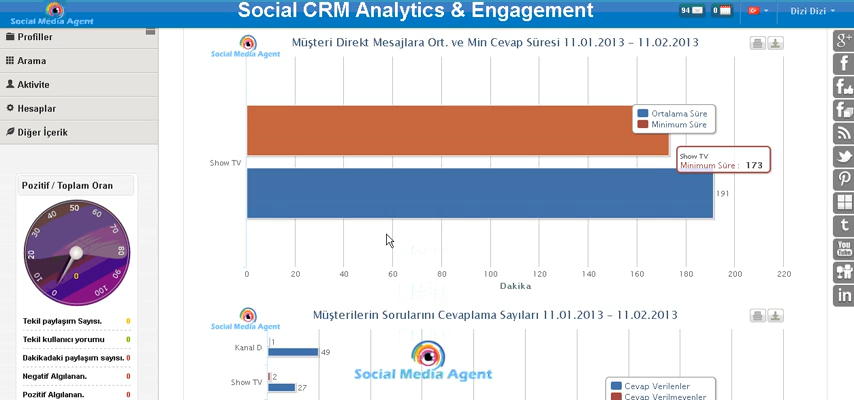 Social Media Agent
Social CRM Analytics & Engagement
94
0
Dizi Dizi
Profiller
Arama
Aktivite
Hesaplar
Diğer İçerik
Pozitif / Toplam Oran
10 20 30 40 50 60 70 80 90 100
0
Tekil paylaşım Sayısı. 0
Tekil kullanıcı yorumu 0
Dakikadaki paylaşım sayısı. 0
Negatif Algılanan. 0
Pozitif Algılanan. 0
Social Media Agent
Müşteri Direkt Mesajlara Ort. ve Min Cevap Süresi 11.01.2013 - 11.02.2013
Ortalama Süre
Minimum Süre
Show TV
Show TV
Minimum Süre : 173
191
0 20 40 60 80 100 120 140 160 180 200 220
Dakika
Social Media Agent
Müşterilerin Sorularını Cevaplama Sayıları 11.01.2013 - 11.02.2013
Kanal D
1
49
Show TV
2
27
Social Media Agent
Cevap Verilenler
Cevap Verilmeyenler
g+
f
f
f
P
t
You
Tube
in